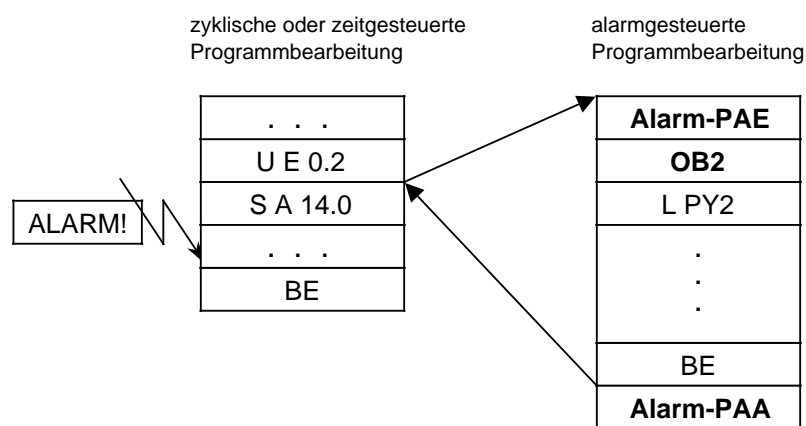 zyklische oder zeitgesteuerte
Programmbearbeitung
alarmgesteuerte
Programmbearbeitung
ALARM!
. . .
U E 0.2
S A 14.0
. . .
BE
Alarm-PAE
OB2
L PY2
.
.
.
BE
Alarm-PAA